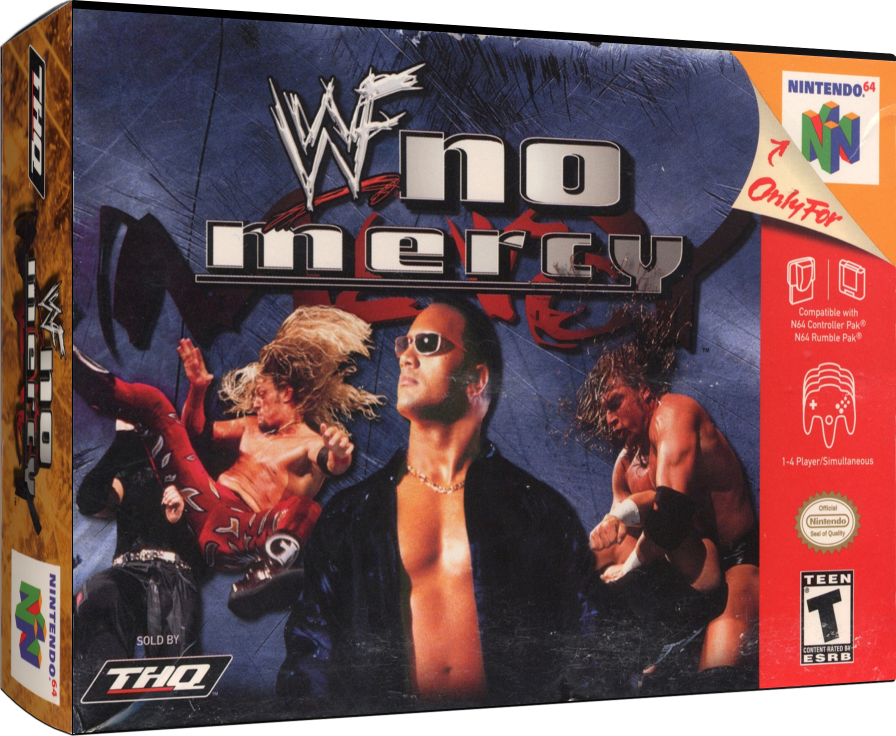 THQ
WF
no
mercy
NINTENDO.64
WF no
mercy
SOLD BY
THQ
NINTENDO.64
Only For
Compatible with
N64 Controller Pak®
N64 Rumble Pak®
1-4 Player/Simultaneous
Official
Nintendo
Seal of Quality
TEEN
T
CONTENT RATED BY
ESRB